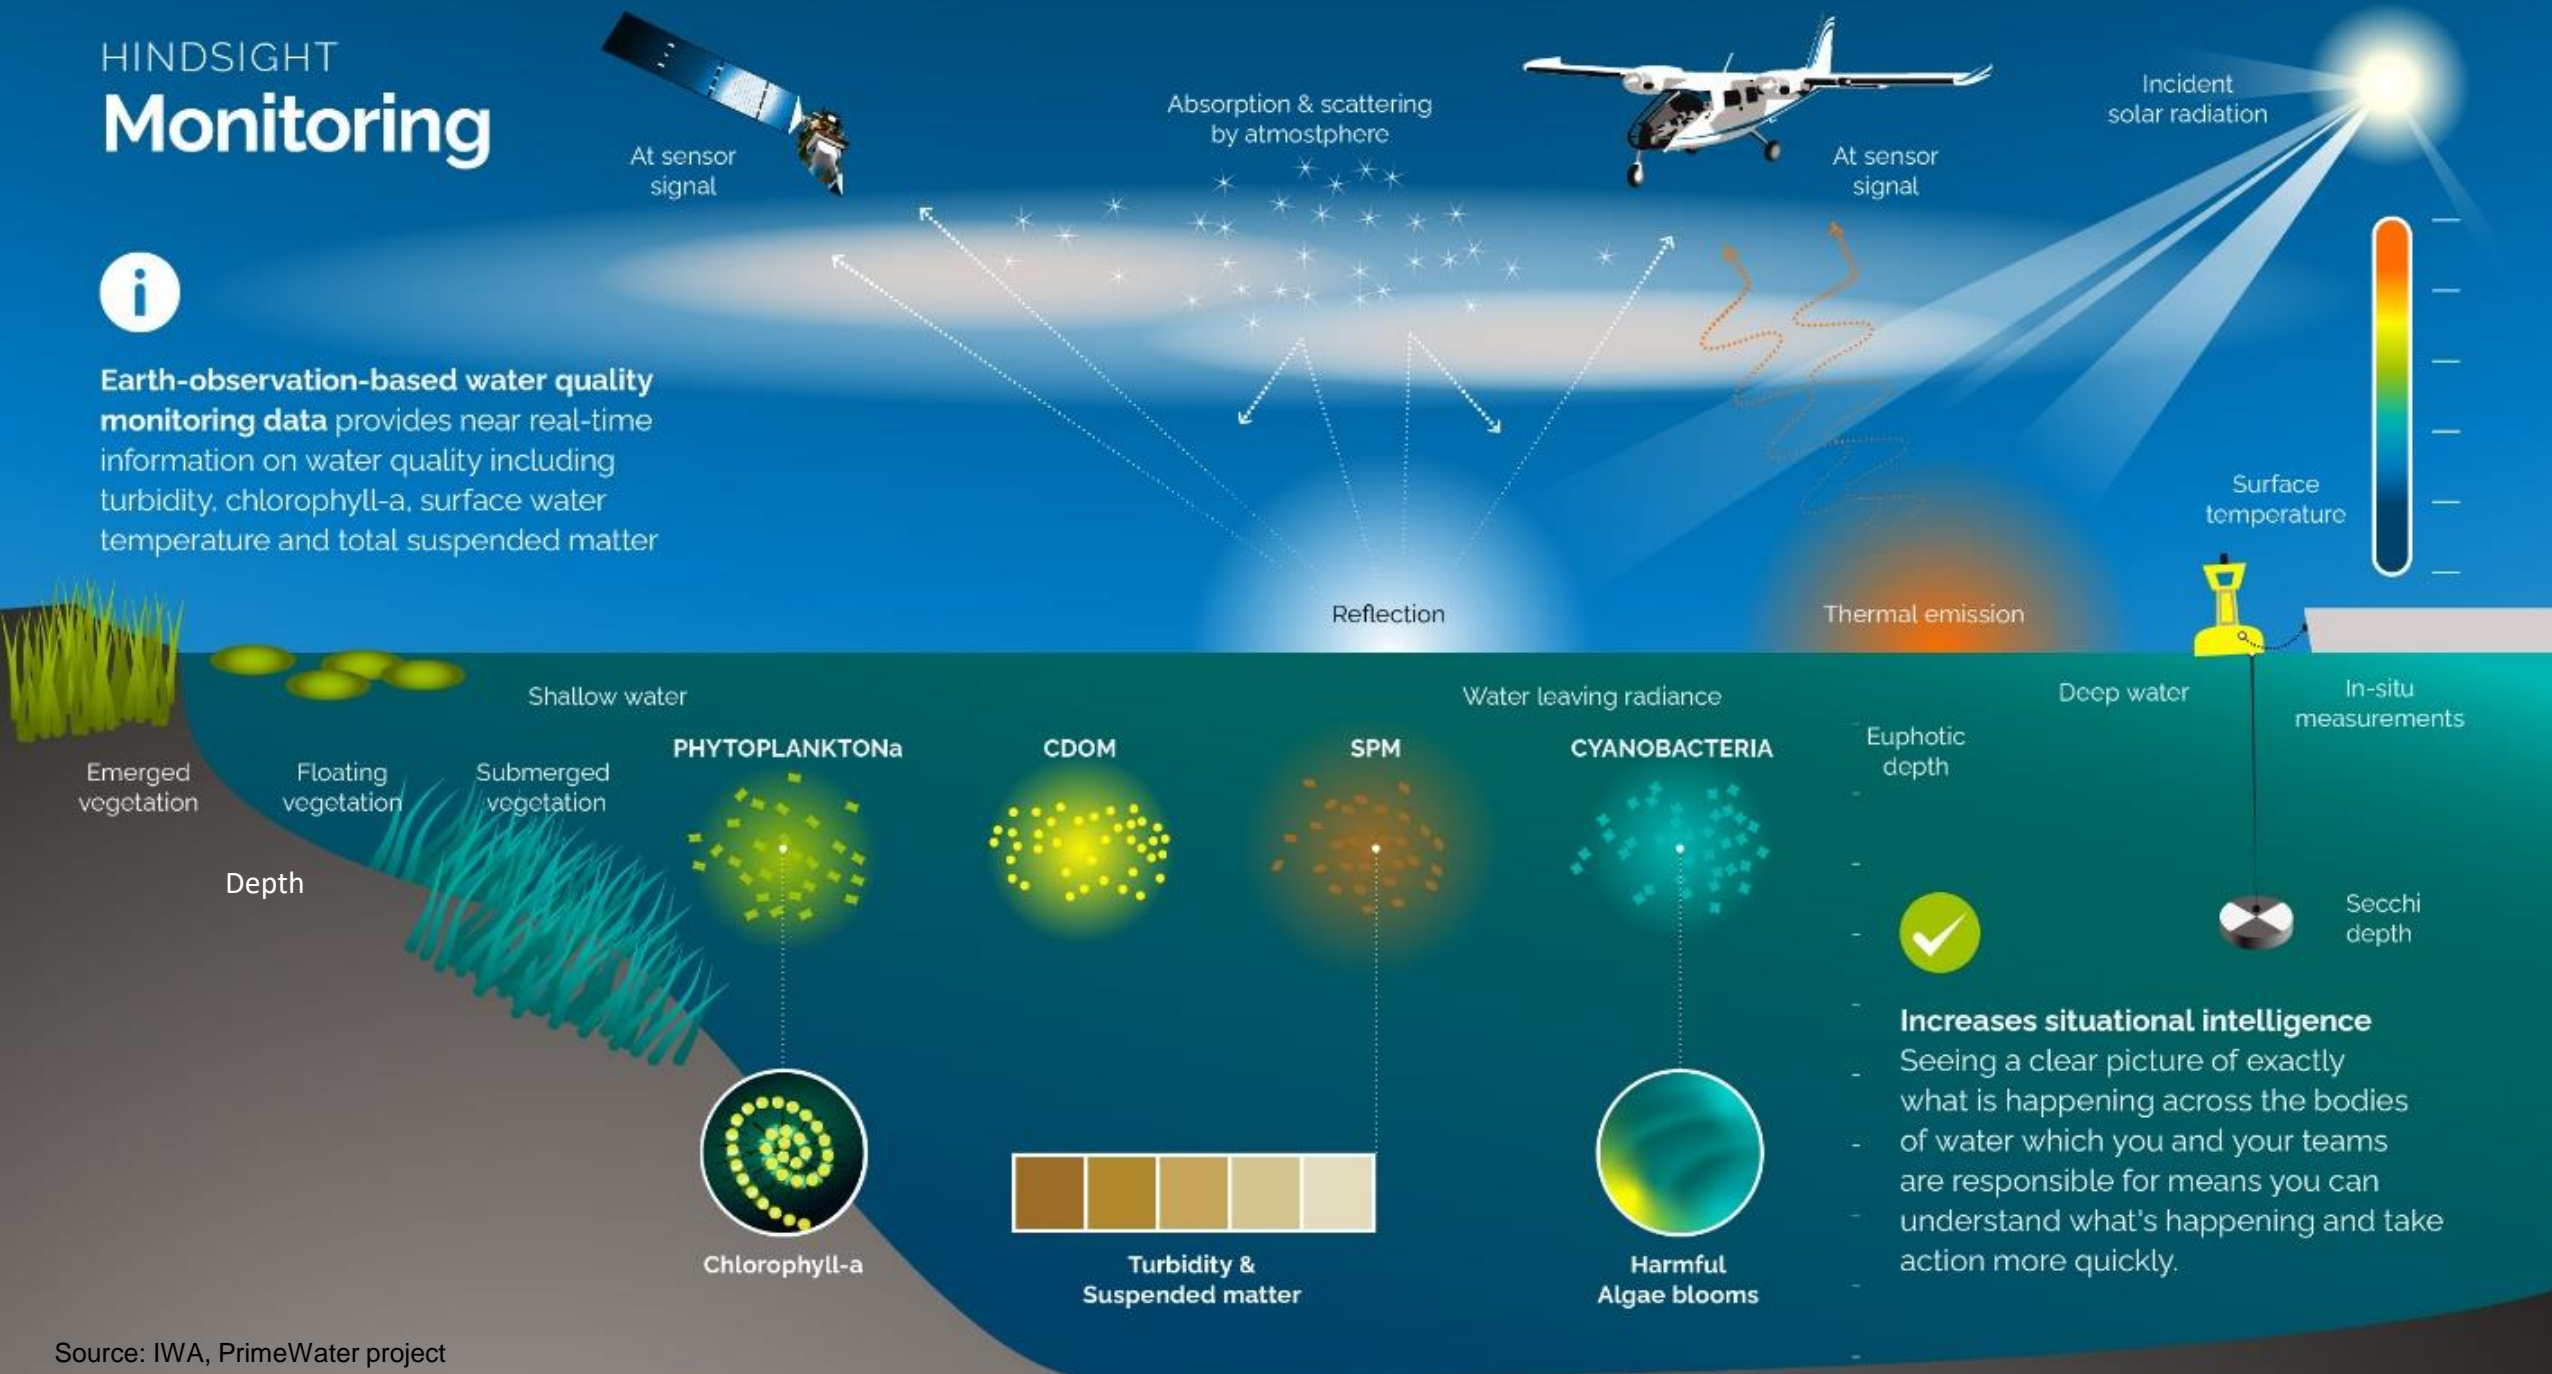 HINDSIGHT
Monitoring
At sensor
signal
Absorption & scattering
by atmostphere
At sensor
signal
Incident
solar radiation
i
Earth-observation-based water quality
monitoring data provides near real-time
information on water quality including
turbidity, chlorophyll-a, surface water
temperature and total suspended matter
Surface
temperature
Reflection
Thermal emission
Shallow water
Water leaving radiance
Deep water
In-situ
measurements
PHYTOPLANKTONa
CDOM
SPM
CYANOBACTERIA
Euphotic
depth
Emerged
vegetation
Floating
vegetation
Submerged
vegetation
Depth
Secchi
depth
Increases situational intelligence
Seeing a clear picture of exactly
what is happening across the bodies
of water which you and your teams
are responsible for means you can
understand what's happening and take
action more quickly.
Chlorophyll-a
Turbidity &
Suspended matter
Harmful
Algae blooms
Source: IWA, PrimeWater project